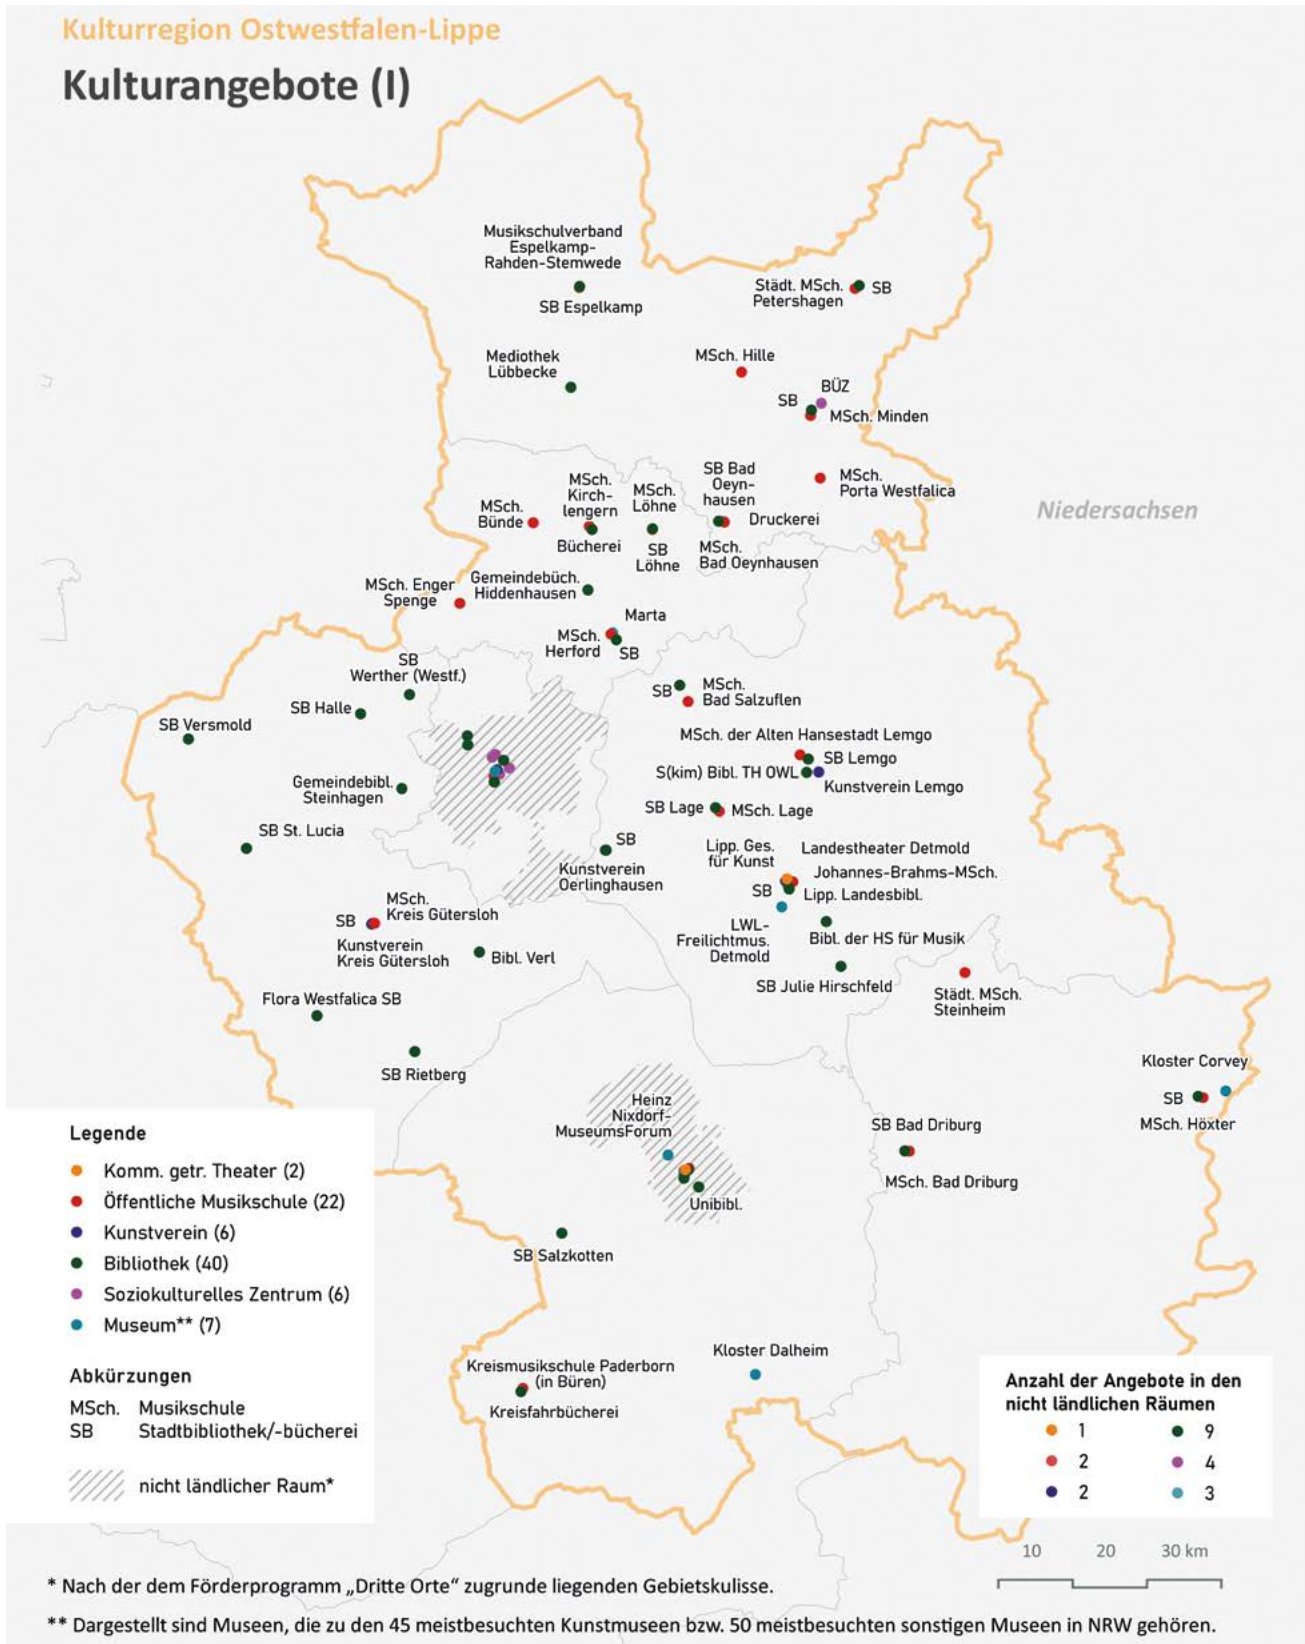 Kulturregion Ostwestfalen-Lippe
Kulturangebote (I)
Musikschulverband
Espelkamp-
Rahden-Stemwede
SB Espelkamp
Städt. MSch.
Petershagen
SB
Mediothek
Lübbecke
MSch. Hille
BÜZ
SB
MSch. Minden
MSch.
Porta Westfalica
Niedersachsen
SB Bad
Oeyn-
hausen
Druckerei
MSch.
Bad Oeynhausen
MSch.
Löhne
SB
Löhne
MSch.
Kirch-
lengern
Bücherei
MSch.
Bünde
Gemeindebüch.
Hiddenhausen
MSch. Enger
Spenge
Marta
MSch.
Herford
SB
SB
Werther (Westf.)
SB Halle
SB Versmold
SB
MSch.
Bad Salzuflen
MSch. der Alten Hansestadt Lemgo
SB Lemgo
S(kim) Bibl. TH OWL
Kunstverein Lemgo
Gemeindebibl.
Steinhagen
SB Lage
MSch. Lage
SB St. Lucia
SB
Kunstverein
Oerlinghausen
Lipp. Ges.
für Kunst
Landestheater Detmold
Johannes-Brahms-MSch.
SB
Lipp. Landesbibl.
LWL-
Freilichtmus.
Detmold
Bibl. der HS für Musik
SB Julie Hirschfeld
MSch.
Kreis Gütersloh
SB
Kunstverein
Kreis Gütersloh
Bibl. Verl
Städt. MSch.
Steinheim
Flora Westfalica SB
SB Rietberg
Kloster Corvey
SB
MSch. Höxter
Heinz
Nixdorf-
MuseumsForum
Unibibl.
SB Bad Driburg
MSch. Bad Driburg
SB Salzkotten
Kloster Dalheim
Kreismusikschule Paderborn
(in Büren)
Kreisfahrbücherei
Legende
Komm. getr. Theater (2)
Öffentliche Musikschule (22)
Kunstverein (6)
Bibliothek (40)
Soziokulturelles Zentrum (6)
Museum** (7)
Abkürzungen
MSch. Musikschule
SB Stadtbibliothek/-bücherei
nicht ländlicher Raum*
Anzahl der Angebote in den
nicht ländlichen Räumen
1 9
2 4
2 3
10 20 30 km
* Nach der dem Förderprogramm „Dritte Orte“ zugrunde liegenden Gebietskulisse.
** Dargestellt sind Museen, die zu den 45 meistbesuchten Kunstmuseen bzw. 50 meistbesuchten sonstigen Museen in NRW gehören.